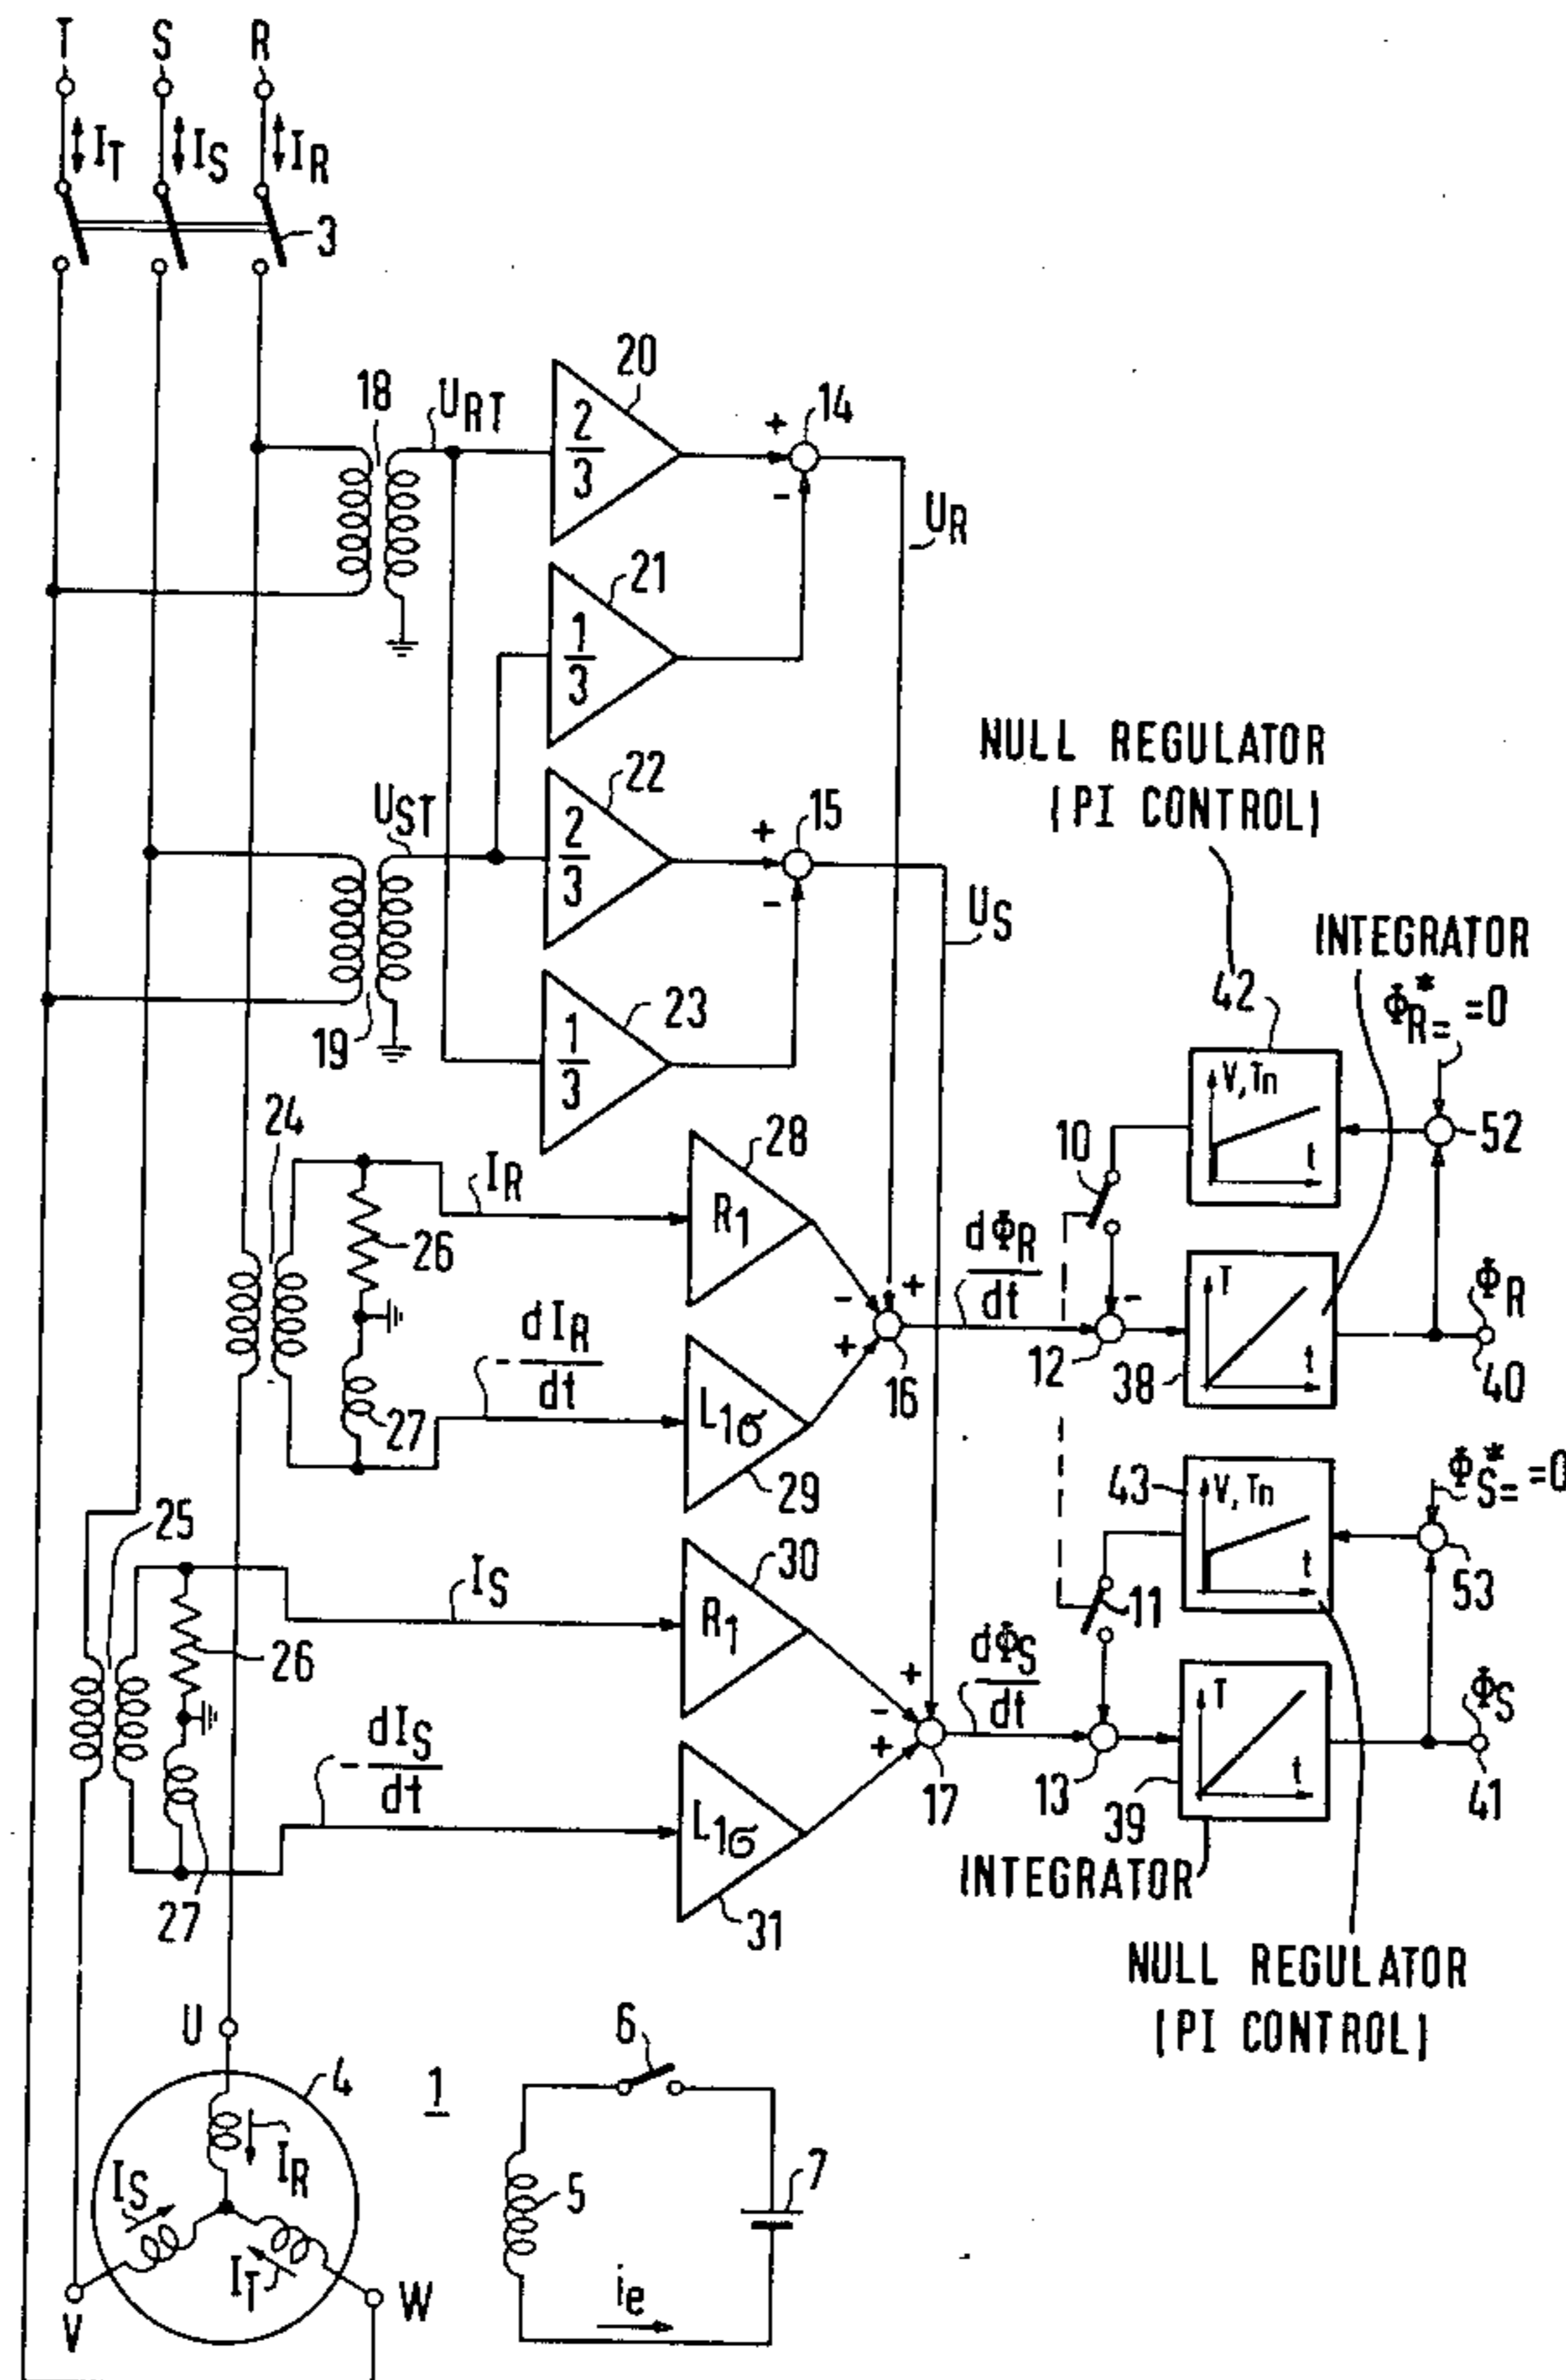 T S R
I_T I_S I_R
3
18 U_RT 20
2/3
14
+
-
U_R
21
1/3
NULL REGULATOR
(PI CONTROL)
U_ST 22
2/3
15
+
-
U_S
19
23
1/3
INTEGRATOR
42
Φ*_R= =0
V, Tn
t
52
10
24
I_R
28
R1
26
dΦ_R/dt
-
+
+
16
-
12
T
t
38
Φ_R
40
-dI_R/dt
27
L1σ
29
43
V, Tn
t
Φ*_S= =0
53
11
25
I_S
30
R1
26
dΦ_S/dt
+
-
+
17
13
T
t
39
Φ_S
41
INTEGRATOR
-dI_S/dt
27
L1σ
31
NULL REGULATOR
(PI CONTROL)
U
4
1
6
I_S
I_R
I_T
5
7
i_e
V
W